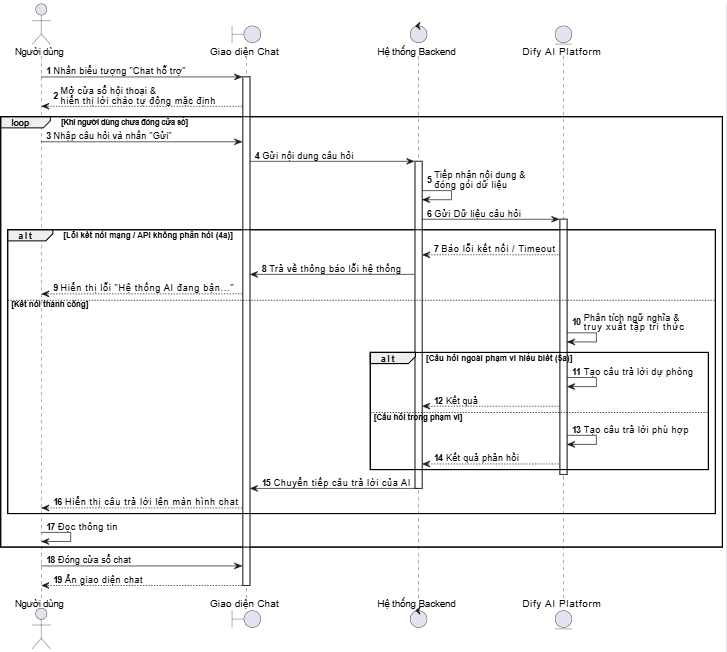 Người dùng
Giao diện Chat
Hệ thống Backend
Dify AI Platform
1 Nhấn biểu tượng "Chat hỗ trợ"
2 Mở cửa sổ hội thoại &
hiển thị lời chào tự động mặc định
loop
[Khi người dùng chưa đóng cửa sổ]
3 Nhập câu hỏi và nhấn "Gửi"
4 Gửi nội dung câu hỏi
5 Tiếp nhận nội dung &
đóng gói dữ liệu
6 Gửi Dữ liệu câu hỏi
alt
[Lỗi kết nối mạng / API không phản hồi (4a)]
7 Báo lỗi kết nối / Timeout
8 Trả về thông báo lỗi hệ thống
9 Hiển thị lỗi "Hệ thống AI đang bận..."
[Kết nối thành công]
10 Phân tích ngữ nghĩa &
truy xuất tập tri thức
alt
[Câu hỏi ngoài phạm vi hiểu biết (5a)]
11 Tạo câu trả lời dự phòng
12 Kết quả
[Câu hỏi trong phạm vi]
13 Tạo câu trả lời phù hợp
14 Kết quả phản hồi
15 Chuyển tiếp câu trả lời của AI
16 Hiển thị câu trả lời lên màn hình chat
17 Đọc thông tin
18 Đóng cửa sổ chat
19 Ẩn giao diện chat
Người dùng
Giao diện Chat
Hệ thống Backend
Dify AI Platform